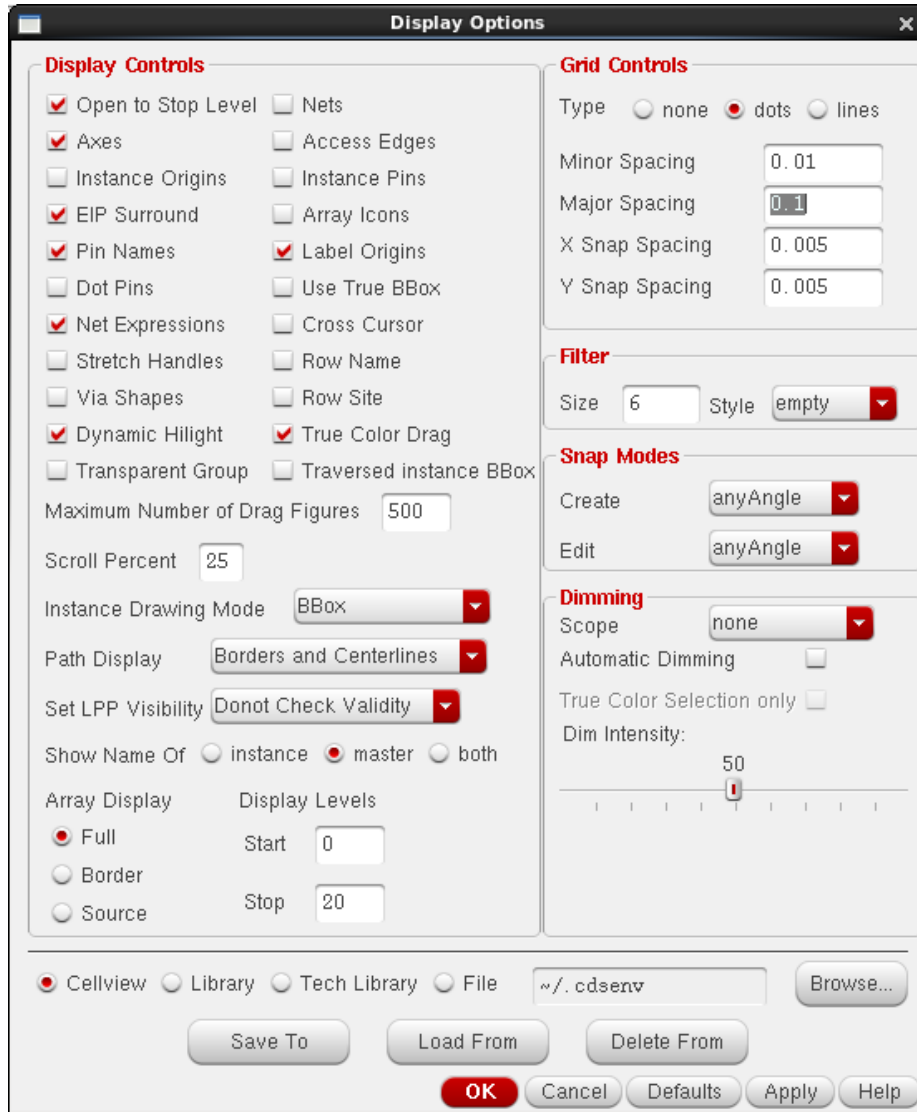 Display Options
Display Controls
Open to Stop Level Nets
Axes Access Edges
Instance Origins Instance Pins
EIP Surround Array Icons
Pin Names Label Origins
Dot Pins Use True BBox
Net Expressions Cross Cursor
Stretch Handles Row Name
Via Shapes Row Site
Dynamic Hilight True Color Drag
Transparent Group Traversed instance BBox
Maximum Number of Drag Figures 500
Scroll Percent 25
Instance Drawing Mode BBox
Path Display Borders and Centerlines
Set LPP Visibility Donot Check Validity
Show Name Of instance master both
Array Display Display Levels
Full Start 0
Border
Source Stop 20
Grid Controls
Type none dots lines
Minor Spacing 0.01
Major Spacing 0.1
X Snap Spacing 0.005
Y Snap Spacing 0.005
Filter
Size 6 Style empty
Snap Modes
Create anyAngle
Edit anyAngle
Dimming
Scope none
Automatic Dimming
True Color Selection only
Dim Intensity:
50
Cellview Library Tech Library File ~/.cdsenv Browse...
Save To Load From Delete From
OK Cancel Defaults Apply Help